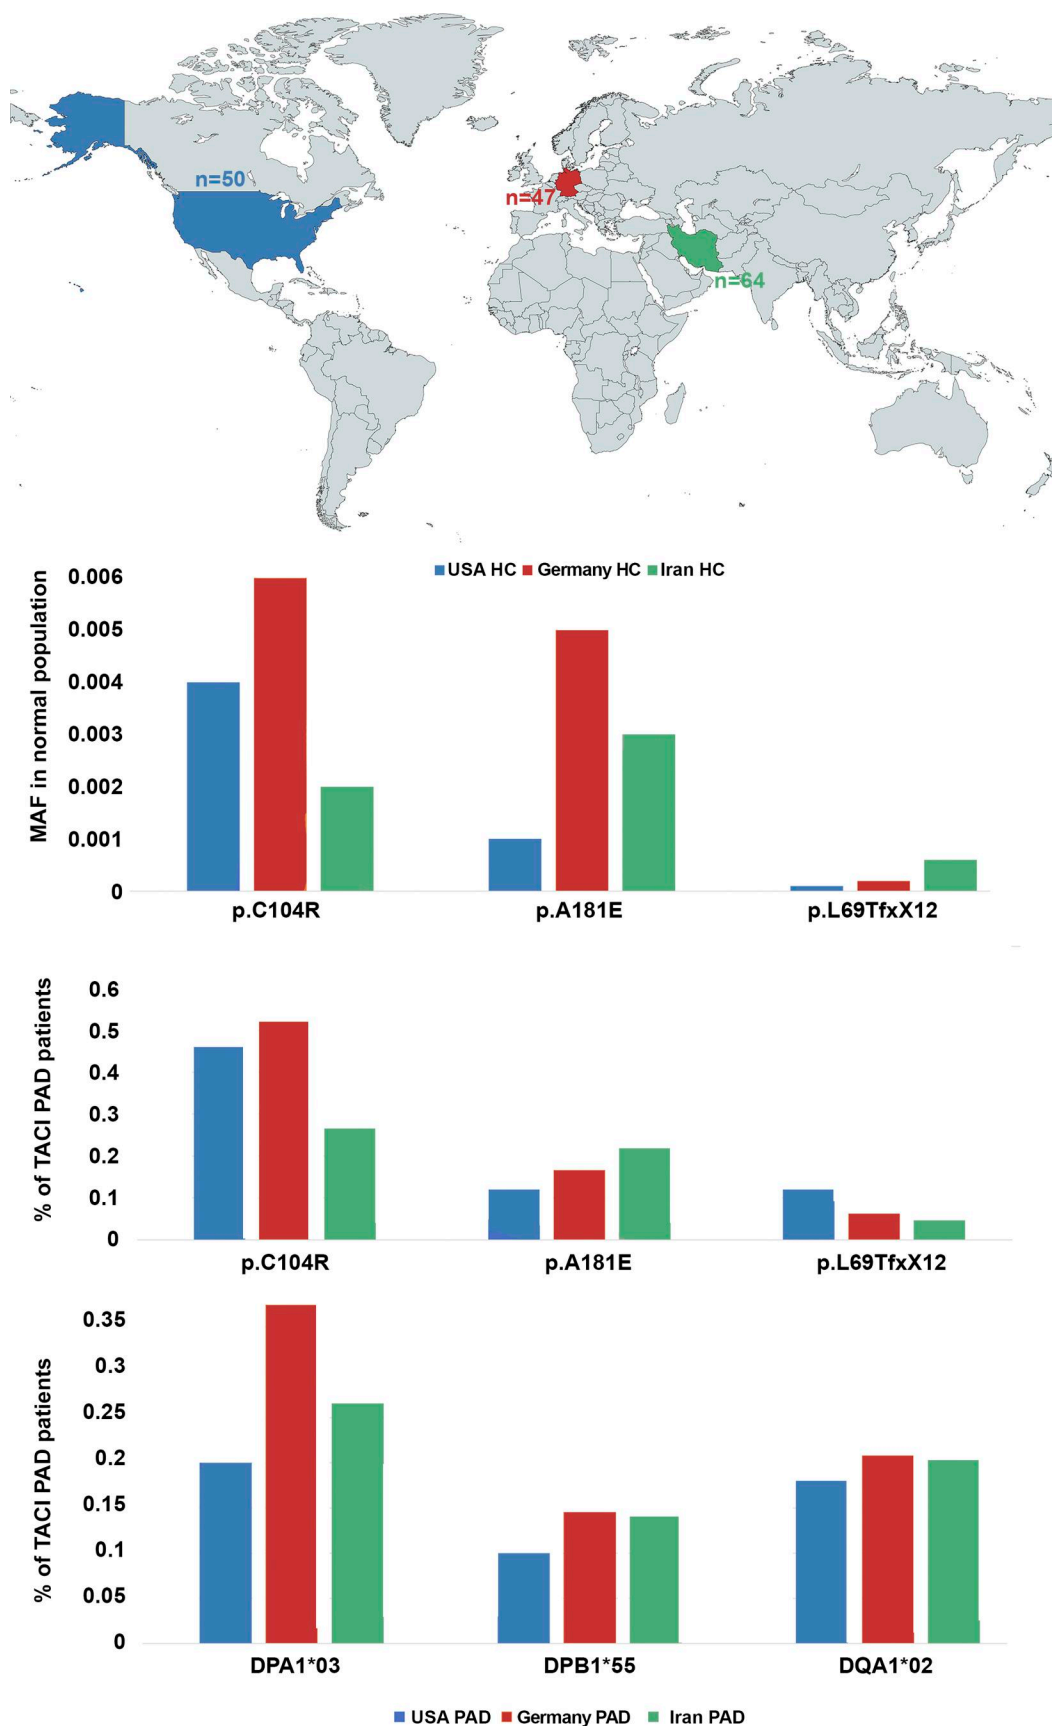 n=50
n=47
n=64
USA HC Germany HC Iran HC
MAF in normal population
0.006
0.005
0.004
0.003
0.002
0.001
0
p.C104R p.A181E p.L69TfxX12
% of TACI PAD patients
0.6
0.5
0.4
0.3
0.2
0.1
0
p.C104R p.A181E p.L69TfxX12
% of TACI PAD patients
0.35
0.3
0.25
0.2
0.15
0.1
0.05
0
DPA1*03 DPB1*55 DQA1*02
USA PAD Germany PAD Iran PAD